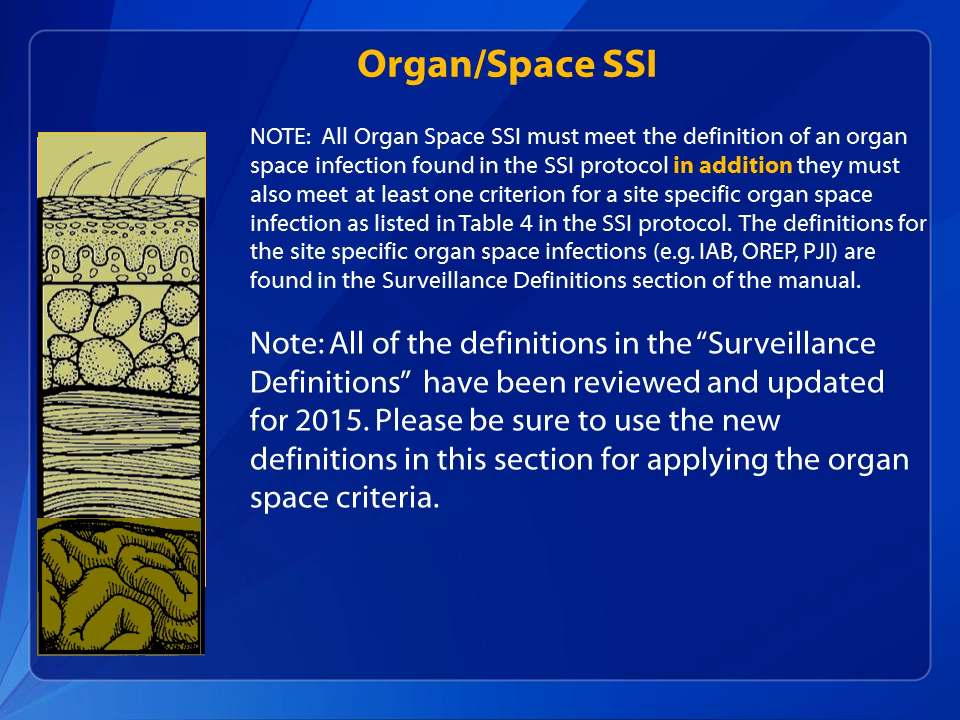 Organ/Space SSI
NOTE:  All Organ Space SSI must meet the definition of an organ
space infection found in the SSI protocol in addition they must
also meet at least one criterion for a site specific organ space
infection as listed in Table 4 in the SSI protocol. The definitions for
the site specific organ space infections (e.g. IAB, OREP, PJI) are
found in the Surveillance Definitions section of the manual.
Note: All of the definitions in the “Surveillance
Definitions”  have been reviewed and updated
for 2015. Please be sure to use the new
definitions in this section for applying the organ
space criteria.